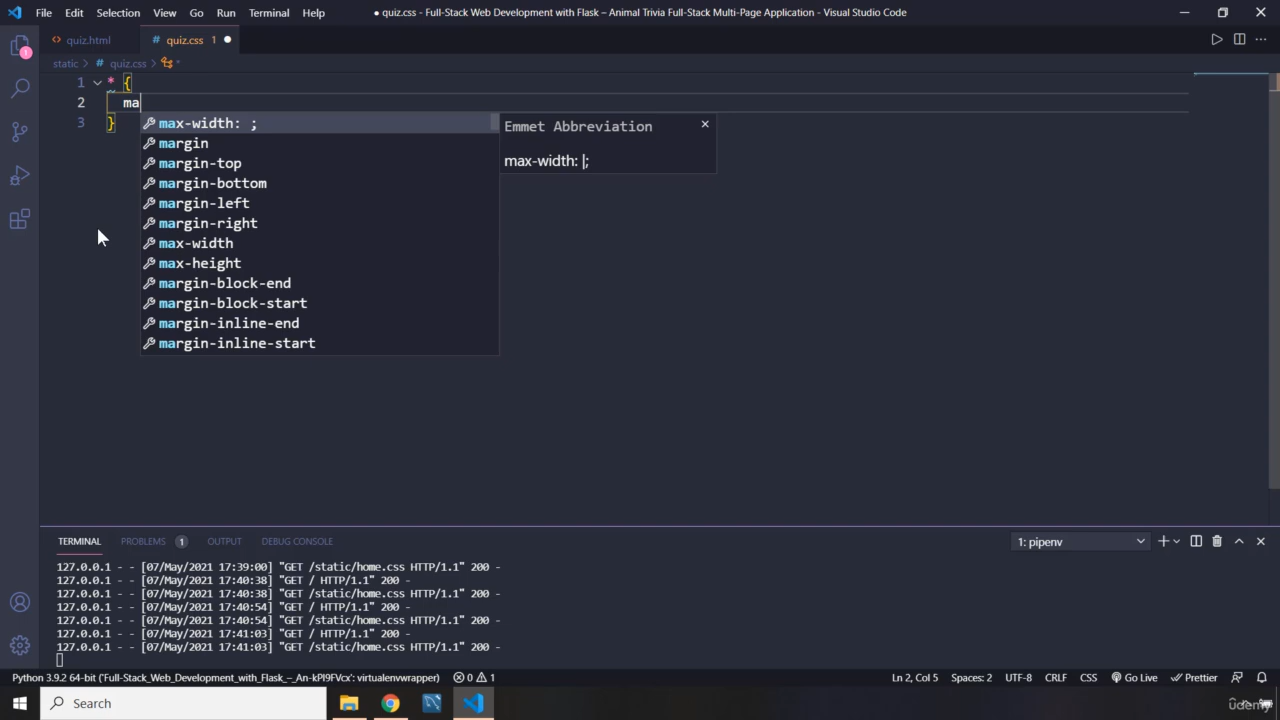 File Edit Selection View Go Run Terminal Help
● quiz.css - Full-Stack Web Development with Flask – Animal Trivia Full-Stack Multi-Page Application - Visual Studio Code
1
<> quiz.html
# quiz.css 1 ●
static > # quiz.css >
1 * {
2 ma
3 }
max-width: ;
margin
margin-top
margin-bottom
margin-left
margin-right
max-width
max-height
margin-block-end
margin-block-start
margin-inline-end
margin-inline-start
Emmet Abbreviation
max-width: |;
TERMINAL PROBLEMS 1 OUTPUT DEBUG CONSOLE
1: pipenv
127.0.0.1 - - [07/May/2021 17:39:00] "GET /static/home.css HTTP/1.1" 200 -
127.0.0.1 - - [07/May/2021 17:40:38] "GET / HTTP/1.1" 200 -
127.0.0.1 - - [07/May/2021 17:40:38] "GET /static/home.css HTTP/1.1" 200 -
127.0.0.1 - - [07/May/2021 17:40:54] "GET / HTTP/1.1" 200 -
127.0.0.1 - - [07/May/2021 17:40:54] "GET /static/home.css HTTP/1.1" 200 -
127.0.0.1 - - [07/May/2021 17:41:03] "GET / HTTP/1.1" 200 -
127.0.0.1 - - [07/May/2021 17:41:03] "GET /static/home.css HTTP/1.1" 200 -
Python 3.9.2 64-bit ('Full-Stack_Web_Development_with_Flask_–_An-kPI9FVcx': virtualenvwrapper) 0 1
Ln 2, Col 5 Spaces: 2 UTF-8 CRLF CSS Go Live Prettier
Search
Udemy